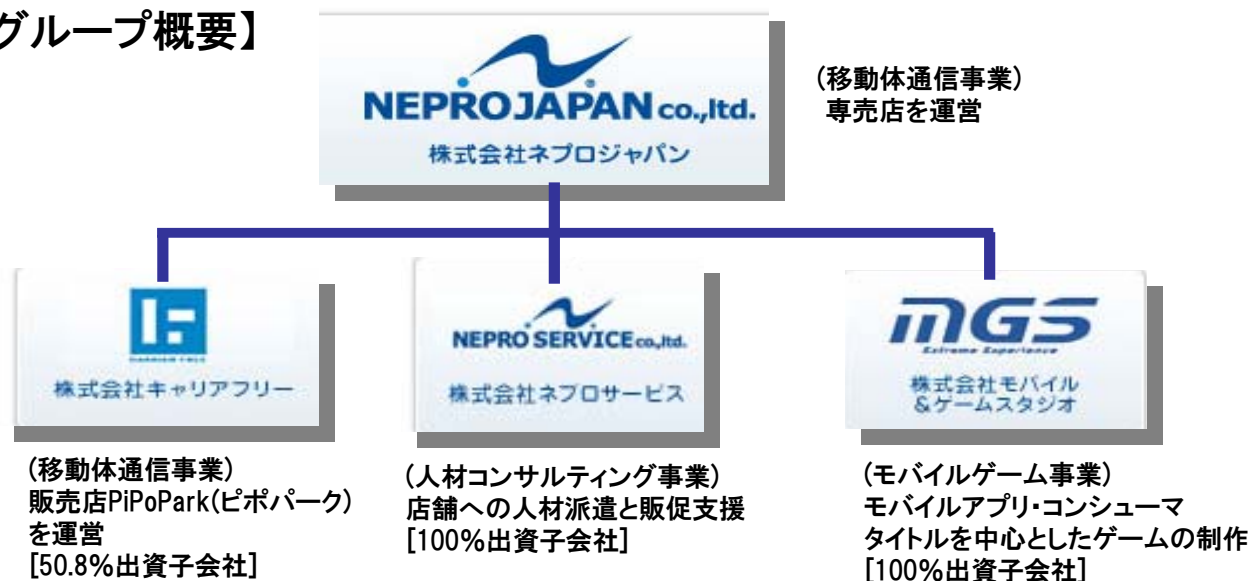 グループ概要】
NEPRO JAPAN co.,ltd.
株式会社ネプロジャパン
(移動体通信事業)
専売店を運営
株式会社キャリアフリー
(移動体通信事業)
販売店PiPoPark(ピポパーク)
を運営
[50.8%出資子会社]
NEPRO SERVICE co.,ltd.
株式会社ネプロサービス
(人材コンサルティング事業)
店舗への人材派遣と販促支援
[100%出資子会社]
MGS
Extreme Experience
株式会社モバイル
&ゲームスタジオ
(モバイルゲーム事業)
モバイルアプリ・コンシューマ
タイトルを中心としたゲームの制作
[100%出資子会社]